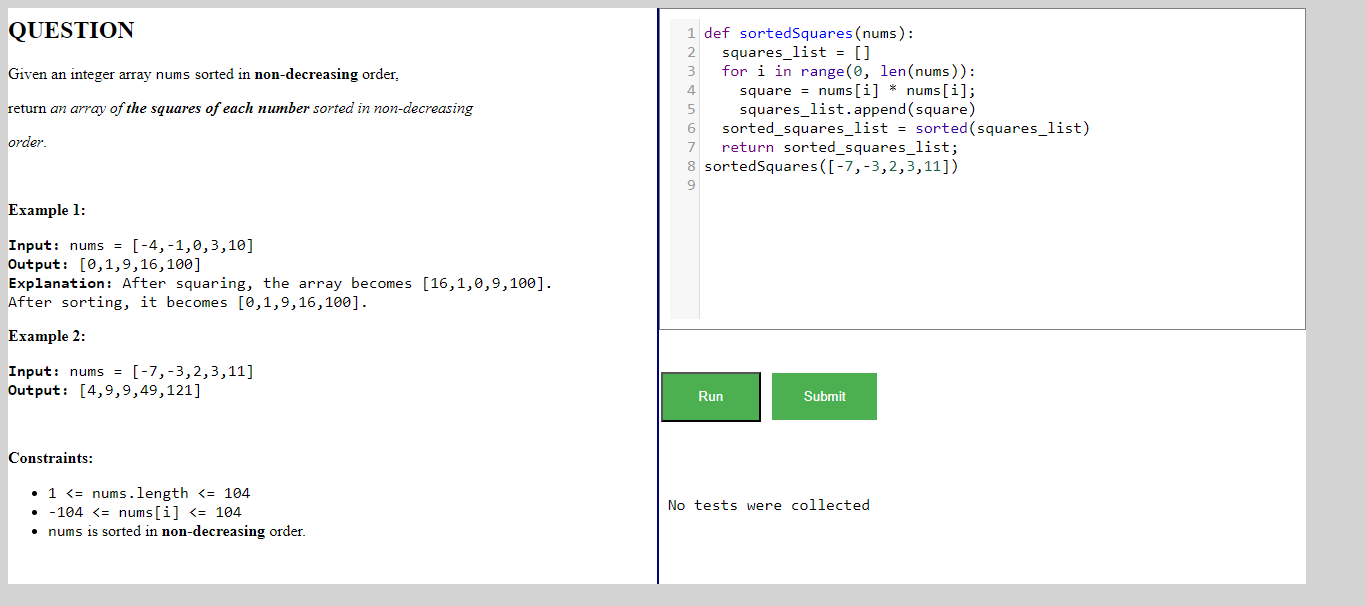 QUESTION
Given an integer array nums sorted in non-decreasing order,
return an array of the squares of each number sorted in non-decreasing
order.
Example 1:
Input: nums = [-4,-1,0,3,10]
Output: [0,1,9,16,100]
Explanation: After squaring, the array becomes [16,1,0,9,100].
After sorting, it becomes [0,1,9,16,100].
Example 2:
Input: nums = [-7,-3,2,3,11]
Output: [4,9,9,49,121]
Constraints:
• 1 <= nums.length <= 104
• -104 <= nums[i] <= 104
• nums is sorted in non-decreasing order.
1 def sortedSquares(nums):
2   squares_list = []
3   for i in range(0, len(nums)):
4     square = nums[i] * nums[i];
5     squares_list.append(square)
6   sorted_squares_list = sorted(squares_list)
7   return sorted_squares_list;
8 sortedSquares([-7,-3,2,3,11])
9
Run Submit
No tests were collected